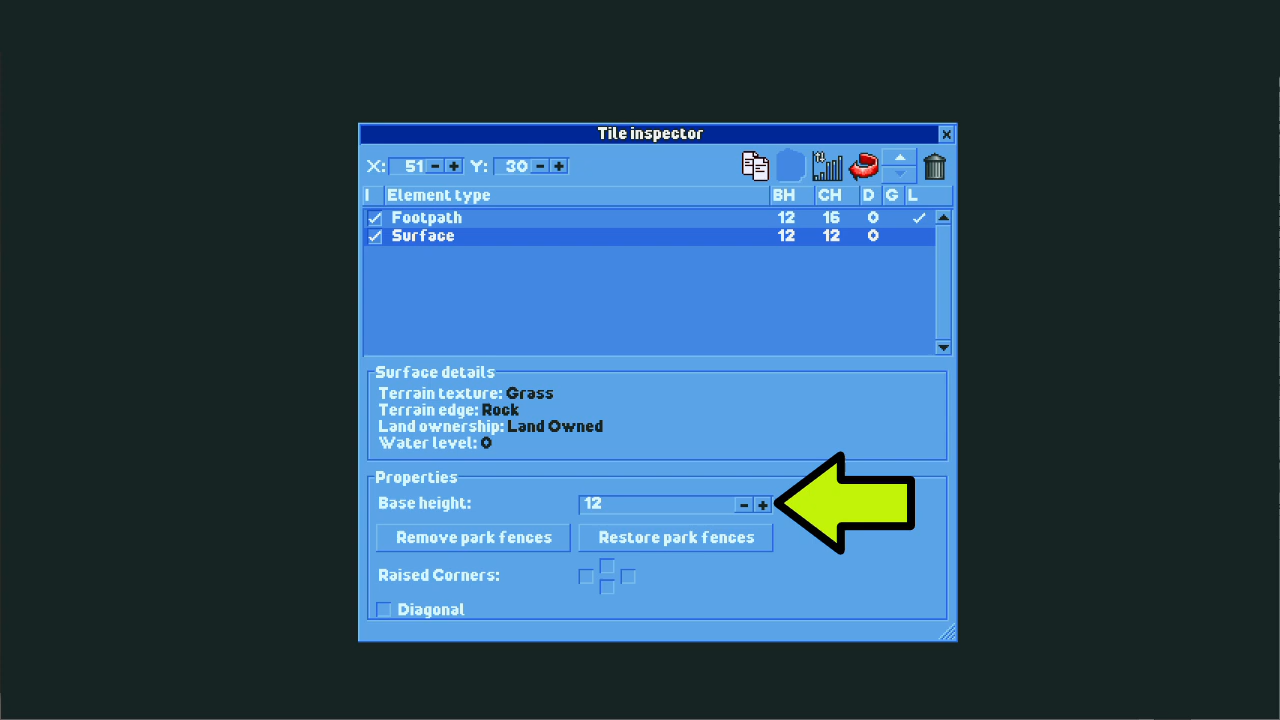 Tile inspector
X: 51 - + Y: 30 - +
I Element type BH CH D G L
Footpath 12 16 0
Surface 12 12 0
Surface details
Terrain texture: Grass
Terrain edge: Rock
Land ownership: Land Owned
Water level: 0
Properties
Base height: 12 - +
Remove park fences Restore park fences
Raised Corners:
Diagonal